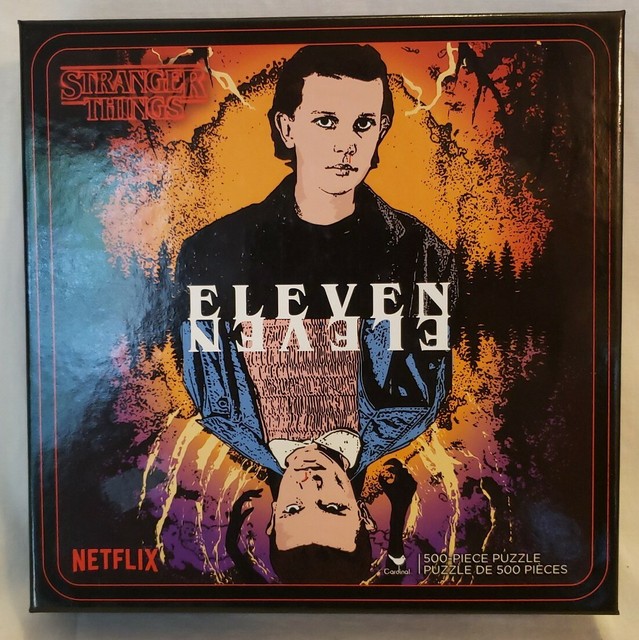 STRANGER
THINGS
ELEVEN
ELEVEN
NETFLIX
Cardinal
500-PIECE PUZZLE
PUZZLE DE 500 PIÈCES